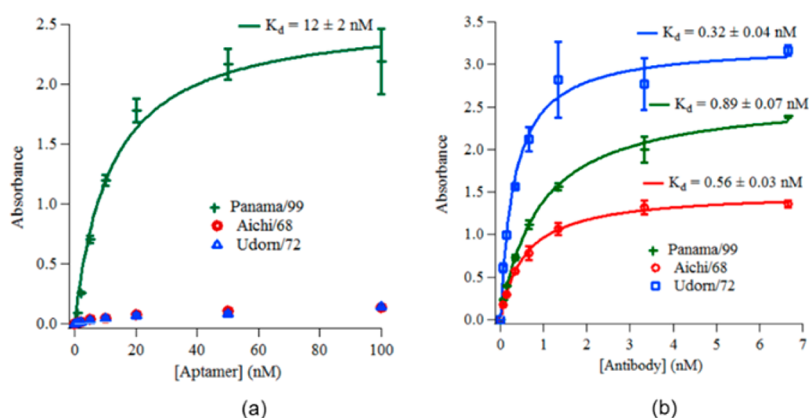 K_d = 12 ± 2 nM
2.5
2.0
1.5
1.0
0.5
0.0
Absorbance
Panama/99
Aichi/68
Udorn/72
0
20
40
60
80
100
[Aptamer] (nM)
(a)
K_d = 0.32 ± 0.04 nM
K_d = 0.89 ± 0.07 nM
K_d = 0.56 ± 0.03 nM
3.5
3.0
2.5
2.0
1.5
1.0
0.5
0.0
Absorbance
Panama/99
Aichi/68
Udorn/72
0
1
2
3
4
5
6
7
[Antibody] (nM)
(b)